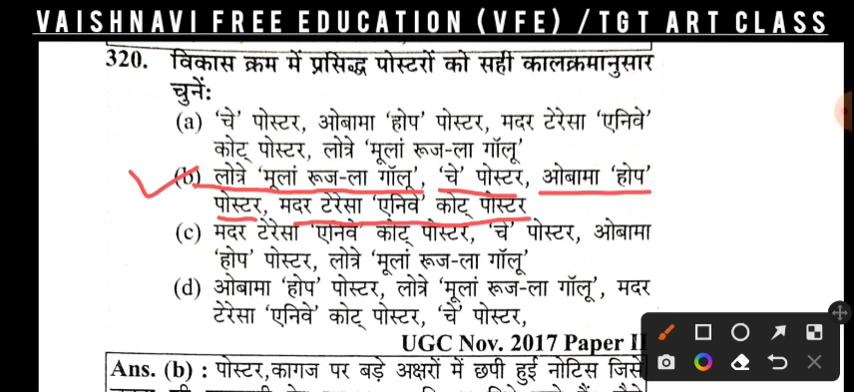 VAISHNAVI FREE EDUCATION (VFE) / TGT ART CLASS
320. विकास क्रम में प्रसिद्ध पोस्टरों को सही कालक्रमानुसार
चुनें:
(a) ‘चे’ पोस्टर, ओबामा ‘होप’ पोस्टर, मदर टेरेसा ‘एनिवे’
कोट् पोस्टर, लोत्रे ‘मूलां रूज-ला गॉलू’
(b) लोत्रे ‘मूलां रूज-ला गॉलू’, ‘चे’ पोस्टर, ओबामा ‘होप’
पोस्टर, मदर टेरेसा ‘एनिवे’ कोट् पोस्टर
(c) मदर टेरेसा ‘एनिवे’ कोट् पोस्टर, ‘चे’ पोस्टर, ओबामा
‘होप’ पोस्टर, लोत्रे ‘मूलां रूज-ला गॉलू’
(d) ओबामा ‘होप’ पोस्टर, लोत्रे ‘मूलां रूज-ला गॉलू’, मदर
टेरेसा ‘एनिवे’ कोट् पोस्टर, ‘चे’ पोस्टर,
UGC Nov. 2017 Paper II
Ans. (b) : पोस्टर,कागज पर बड़े अक्षरों में छपी हुई नोटिस जिसे